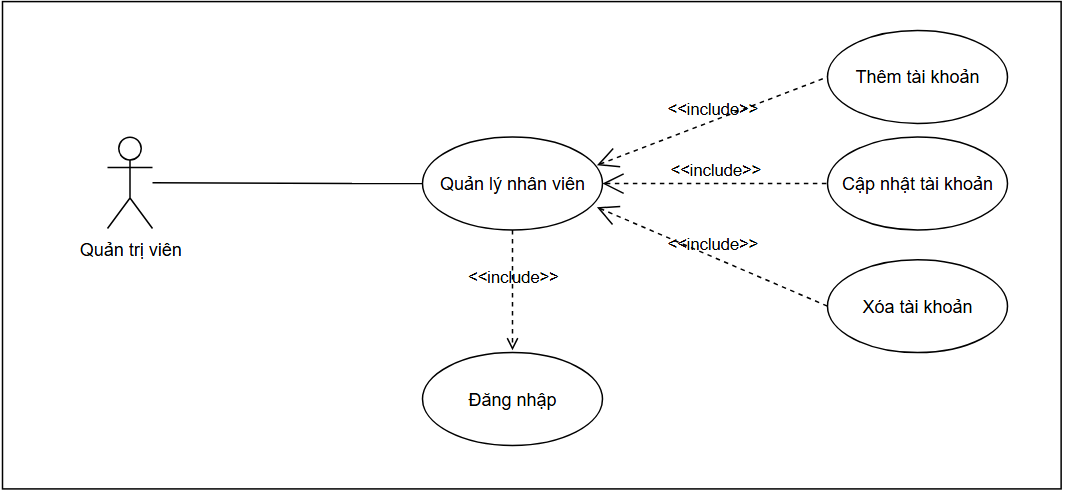 Thêm tài khoản
<<include>>
<<include>>
Quản lý nhân viên
Cập nhật tài khoản
Quản trị viên
<<include>>
<<include>>
Xóa tài khoản
Đăng nhập